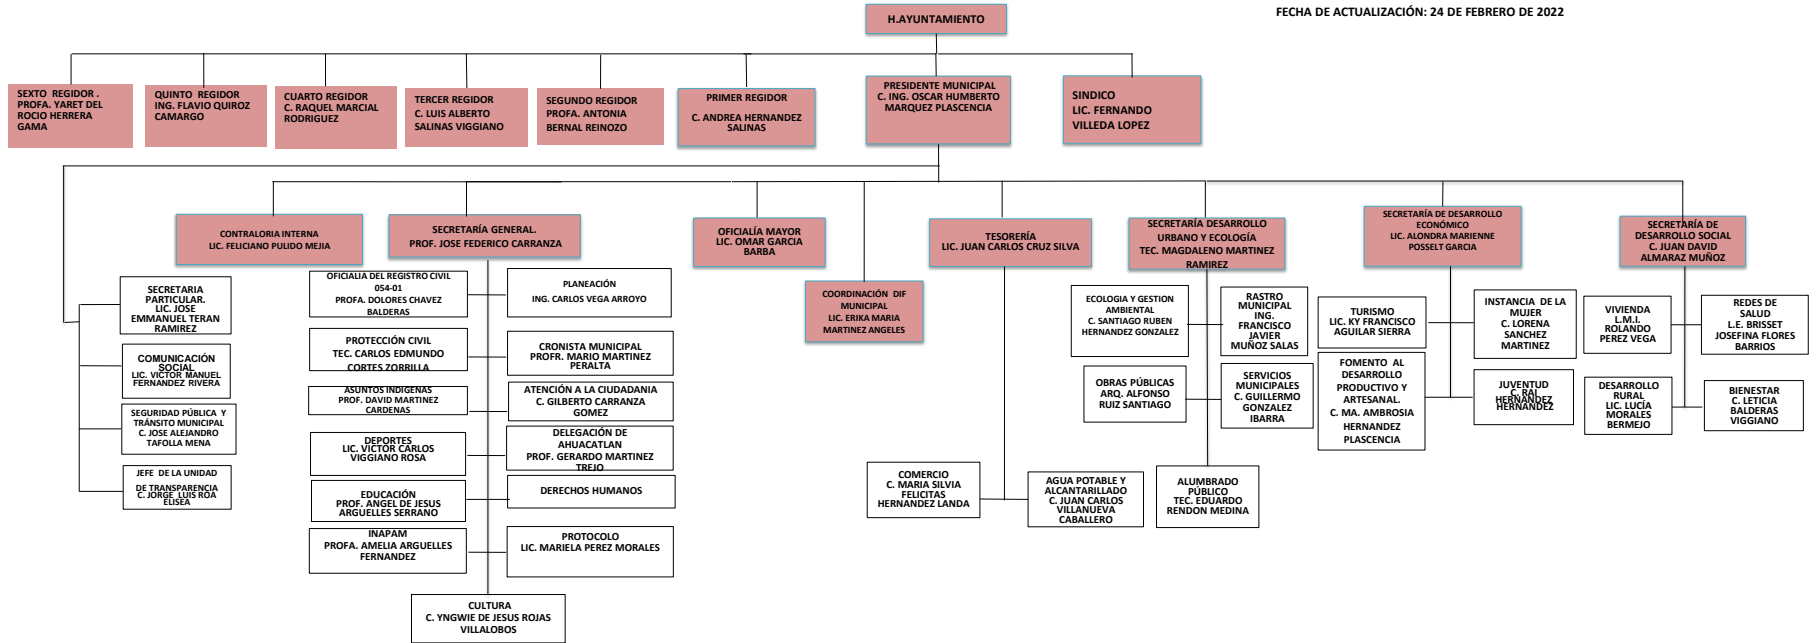 H.AYUNTAMIENTO
FECHA DE ACTUALIZACIÓN: 24 DE FEBRERO DE 2022
SEXTO REGIDOR .
PROFA. YARET DEL
ROCIO HERRERA
GAMA
QUINTO REGIDOR
ING. FLAVIO QUIROZ
CAMARGO
CUARTO REGIDOR
C. RAQUEL MARCIAL
RODRIGUEZ
TERCER REGIDOR
C. LUIS ALBERTO
SALINAS VIGGIANO
SEGUNDO REGIDOR
PROFA. ANTONIA
BERNAL REINOZO
PRIMER REGIDOR
C. ANDREA HERNANDEZ
SALINAS
PRESIDENTE MUNICIPAL
C. ING. OSCAR HUMBERTO
MARQUEZ PLASCENCIA
SINDICO
LIC. FERNANDO
VILLEDA LOPEZ
CONTRALORIA INTERNA
LIC. FELICIANO PULIDO MEJIA
SECRETARÍA GENERAL.
PROF. JOSE FEDERICO CARRANZA
OFICIALÍA MAYOR
LIC. OMAR GARCIA
BARBA
COORDINACIÓN DIF
MUNICIPAL
LIC. ERIKA MARIA
MARTINEZ ANGELES
TESORERÍA
LIC. JUAN CARLOS CRUZ SILVA
SECRETARÍA DESARROLLO
URBANO Y ECOLOGÍA
TEC. MAGDALENO MARTINEZ
RAMIREZ
SECRETARÍA DE DESARROLLO
ECONÓMICO
LIC. ALONDRA MARIENNE
POSSELT GARCIA
SECRETARÍA DE
DESARROLLO SOCIAL
C. JUAN DAVID
ALMARAZ MUÑOZ
SECRETARIA
PARTICULAR.
LIC. JOSE
EMMANUEL TERAN
RAMIREZ
COMUNICACIÓN
SOCIAL
LIC. VICTOR MANUEL
FERNANDEZ RIVERA
SEGURIDAD PÚBLICA Y
TRÁNSITO MUNICIPAL
C. JOSE ALEJANDRO
TAFOLLA MENA
JEFE DE LA UNIDAD
DE TRANSPARENCIA
C. JORGE LUIS ROA
ELISEA
OFICIALIA DEL REGISTRO CIVIL
054-01
PROFA. DOLORES CHAVEZ
BALDERAS
PLANEACIÓN
ING. CARLOS VEGA ARROYO
PROTECCIÓN CIVIL
TEC. CARLOS EDMUNDO
CORTES ZORRILLA
CRONISTA MUNICIPAL
PROFR. MARIO MARTINEZ
PERALTA
ASUNTOS INDIGENAS
PROF. DAVID MARTINEZ
CARDENAS
ATENCIÓN A LA CIUDADANIA
C. GILBERTO CARRANZA
GOMEZ
DEPORTES
LIC. VICTOR CARLOS
VIGGIANO ROSA
DELEGACIÓN DE
AHUACATLAN
PROF. GERARDO MARTINEZ
TREJO
EDUCACIÓN
PROF. ANGEL DE JESUS
ARGUELLES SERRANO
DERECHOS HUMANOS
INAPAM
PROFA. AMELIA ARGUELLES
FERNANDEZ
PROTOCOLO
LIC. MARIELA PEREZ MORALES
CULTURA
C. YNGWIE DE JESUS ROJAS
VILLALOBOS
COMERCIO
C. MARIA SILVIA
FELICITAS
HERNANDEZ LANDA
AGUA POTABLE Y
ALCANTARILLADO
C. JUAN CARLOS
VILLANUEVA
CABALLERO
ECOLOGIA Y GESTION
AMBIENTAL
C. SANTIAGO RUBEN
HERNANDEZ GONZALEZ
RASTRO
MUNICIPAL
ING.
FRANCISCO
JAVIER
MUÑOZ SALAS
OBRAS PÚBLICAS
ARQ. ALFONSO
RUIZ SANTIAGO
SERVICIOS
MUNICIPALES
C. GUILLERMO
GONZALEZ
IBARRA
ALUMBRADO
PÚBLICO
TEC. EDUARDO
RENDON MEDINA
TURISMO
LIC. KY FRANCISCO
AGUILAR SIERRA
INSTANCIA DE LA
MUJER
C. LORENA
SANCHEZ
MARTINEZ
FOMENTO AL
DESARROLLO
PRODUCTIVO Y
ARTESANAL.
C. MA. AMBROSIA
HERNANDEZ
PLASCENCIA
JUVENTUD
C. RAI
HERNANDEZ
HERNANDEZ
VIVIENDA
L.M.I.
ROLANDO
PEREZ VEGA
REDES DE
SALUD
L.E. BRISSET
JOSEFINA FLORES
BARRIOS
DESARROLLO
RURAL
LIC. LUCÍA
MORALES
BERMEJO
BIENESTAR
C. LETICIA
BALDERAS
VIGGIANO